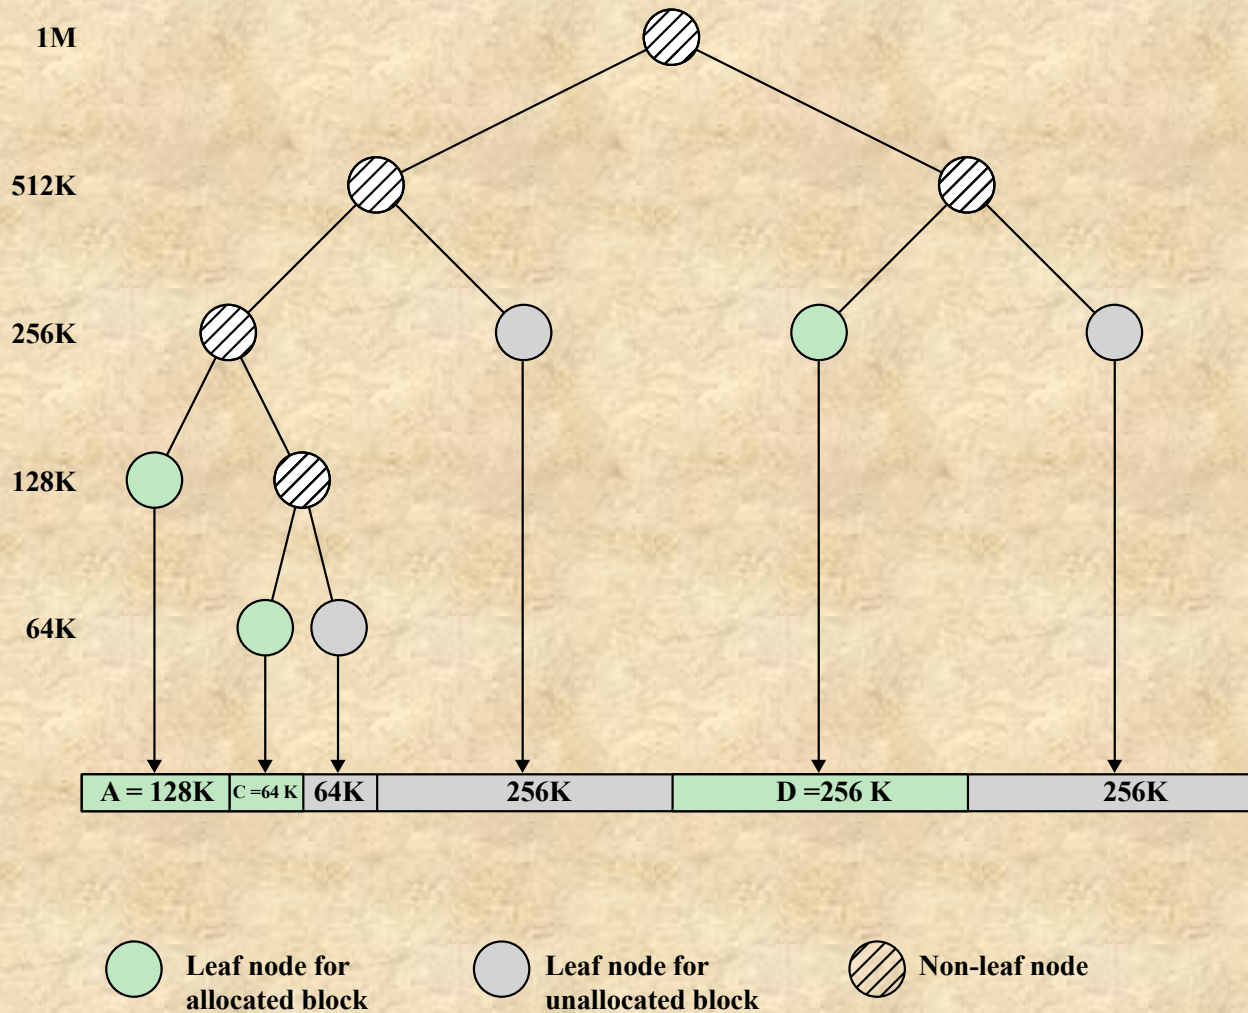 1M
512K
256K
128K
64K
A = 128K C =64 K 64K 256K D =256 K 256K
Leaf node for
allocated block
Leaf node for
unallocated block
Non-leaf node